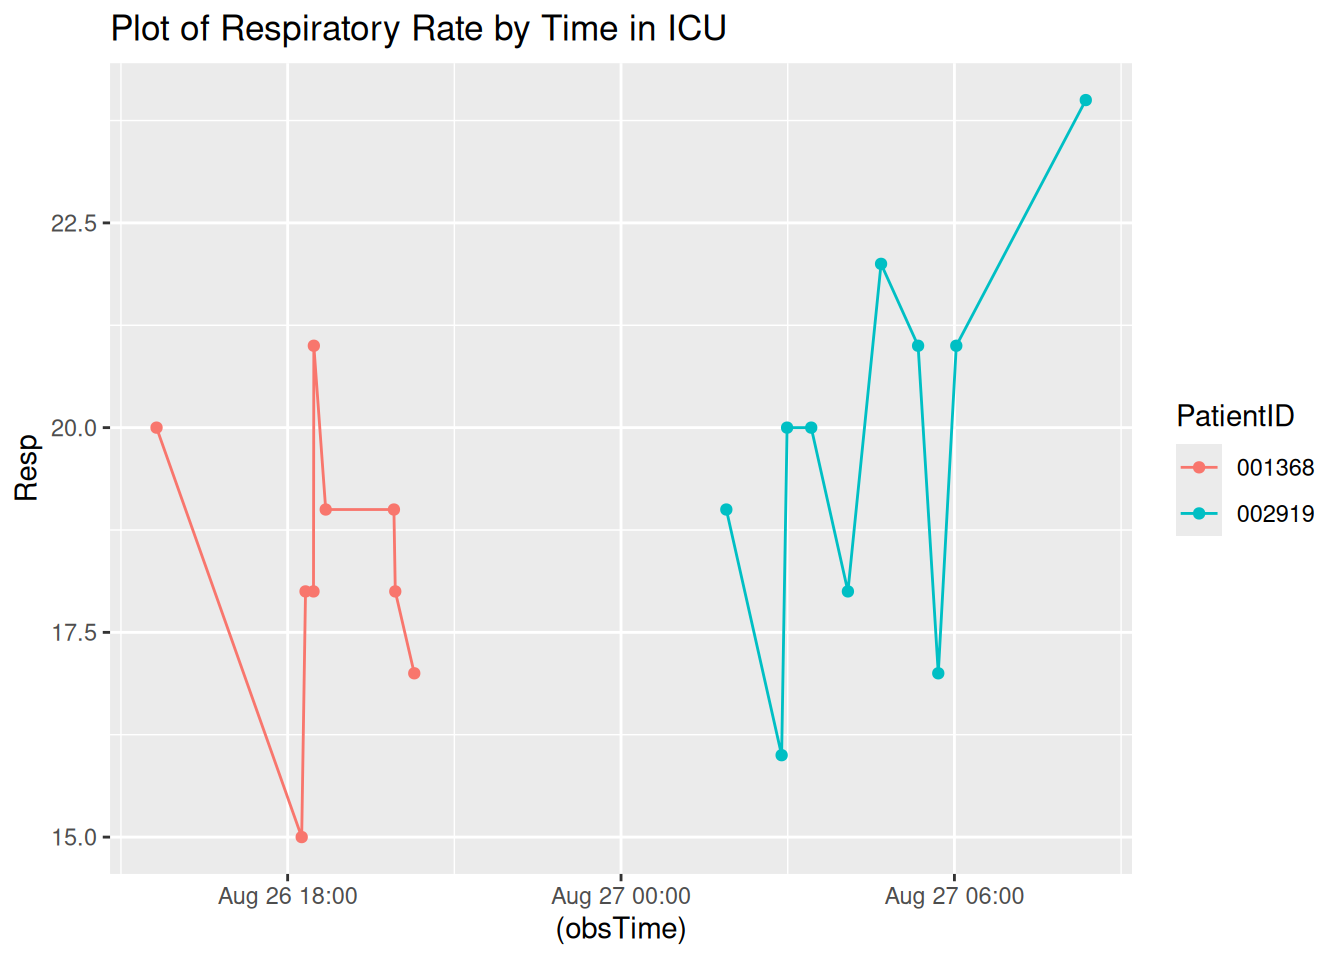 Plot of Respiratory Rate by Time in ICU
22.5
20.0
17.5
15.0
Resp
Aug 26 18:00
Aug 27 00:00
Aug 27 06:00
(obsTime)
PatientID
001368
002919